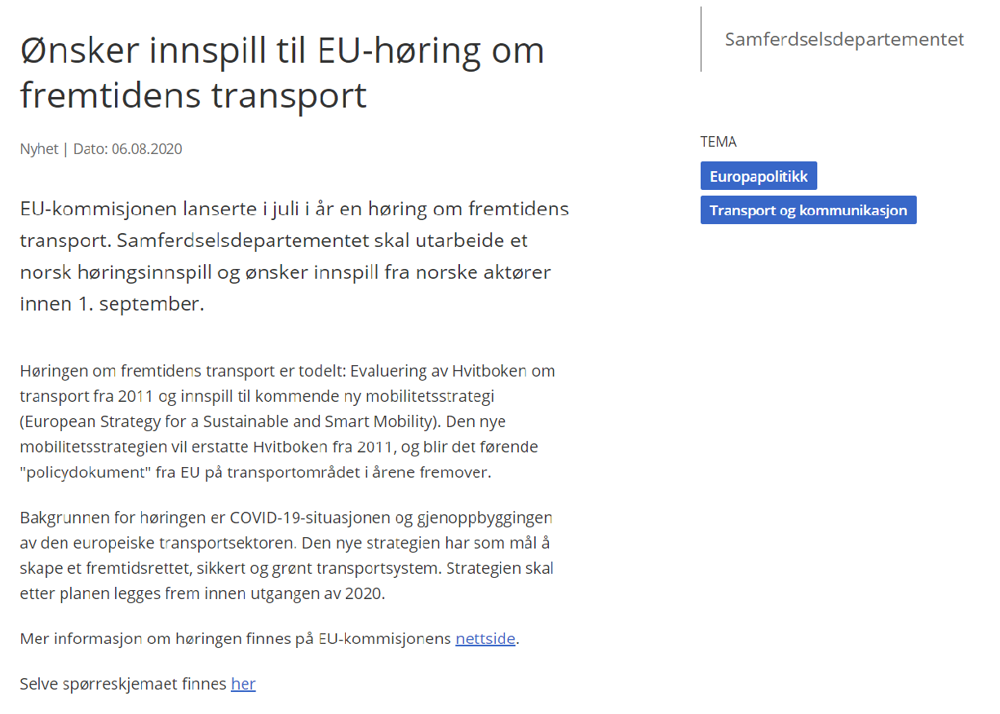 Ønsker innspill til EU-høring om
fremtidens transport
Nyhet | Dato: 06.08.2020
EU-kommisjonen lanserte i juli i år en høring om fremtidens
transport. Samferdselsdepartementet skal utarbeide et
norsk høringsinnspill og ønsker innspill fra norske aktører
innen 1. september.
Høringen om fremtidens transport er todelt: Evaluering av Hvitboken om
transport fra 2011 og innspill til kommende ny mobilitetsstrategi
(European Strategy for a Sustainable and Smart Mobility). Den nye
mobilitetsstrategien vil erstatte Hvitboken fra 2011, og blir det førende
"policydokument" fra EU på transportområdet i årene fremover.
Bakgrunnen for høringen er COVID-19-situasjonen og gjenoppbyggingen
av den europeiske transportsektoren. Den nye strategien har som mål å
skape et fremtidsrettet, sikkert og grønt transportsystem. Strategien skal
etter planen legges frem innen utgangen av 2020.
Mer informasjon om høringen finnes på EU-kommisjonens nettside.
Selve spørreskjemaet finnes her
Samferdselsdepartementet
TEMA
Europapolitikk
Transport og kommunikasjon